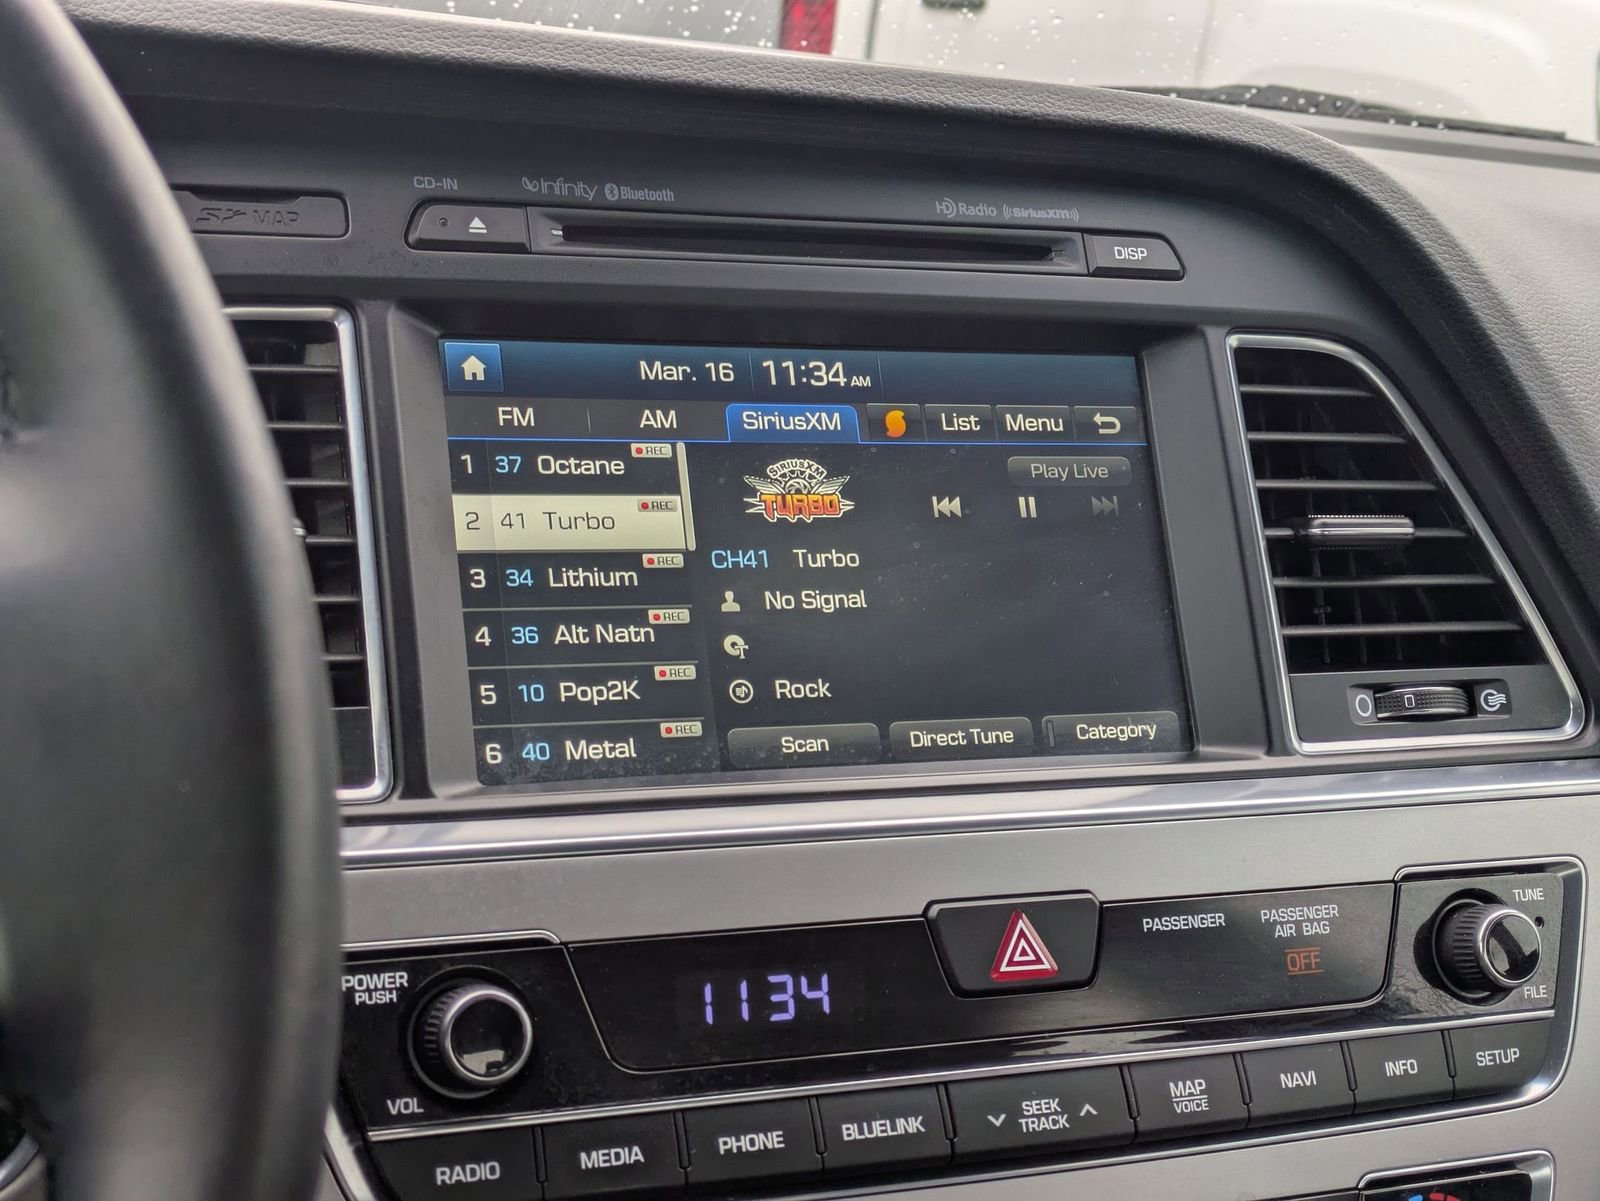 CD-IN Infinity Bluetooth HD Radio ((SiriusXM))
SD MAP
DISP
Mar. 16 11:34 AM
FM AM SiriusXM List Menu
1 37 Octane REC
2 41 Turbo REC
3 34 Lithium REC
4 36 Alt Natn REC
5 10 Pop2K REC
6 40 Metal REC
SIRIUSXM
TURBO
Play Live
CH41 Turbo
No Signal
Rock
Scan Direct Tune Category
POWER
PUSH
VOL
11 34
PASSENGER
PASSENGER
AIR BAG
OFF
TUNE
FILE
RADIO MEDIA PHONE BLUELINK
SEEK
TRACK
MAP
VOICE
NAVI INFO SETUP